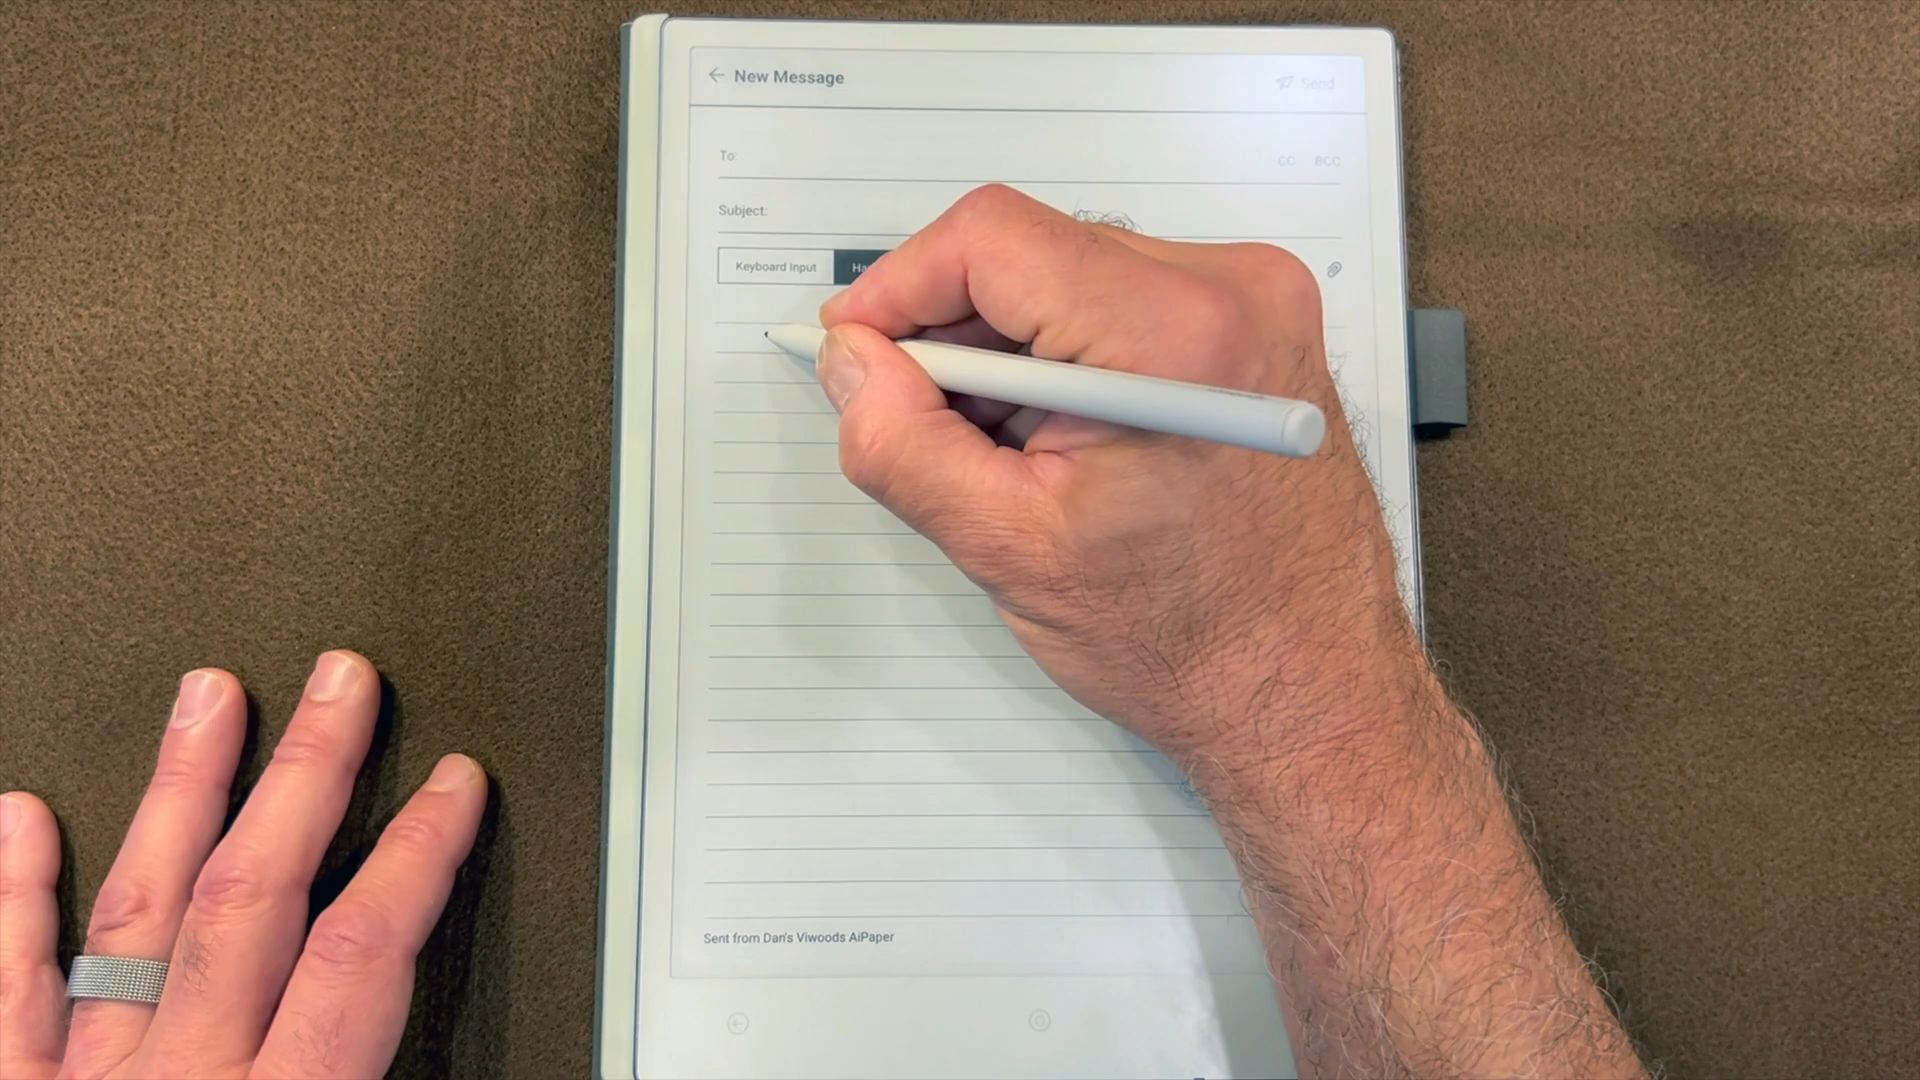 New Message
Send
To:
CC BCC
Subject:
Keyboard Input
Sent from Dan's Viwoods AiPaper